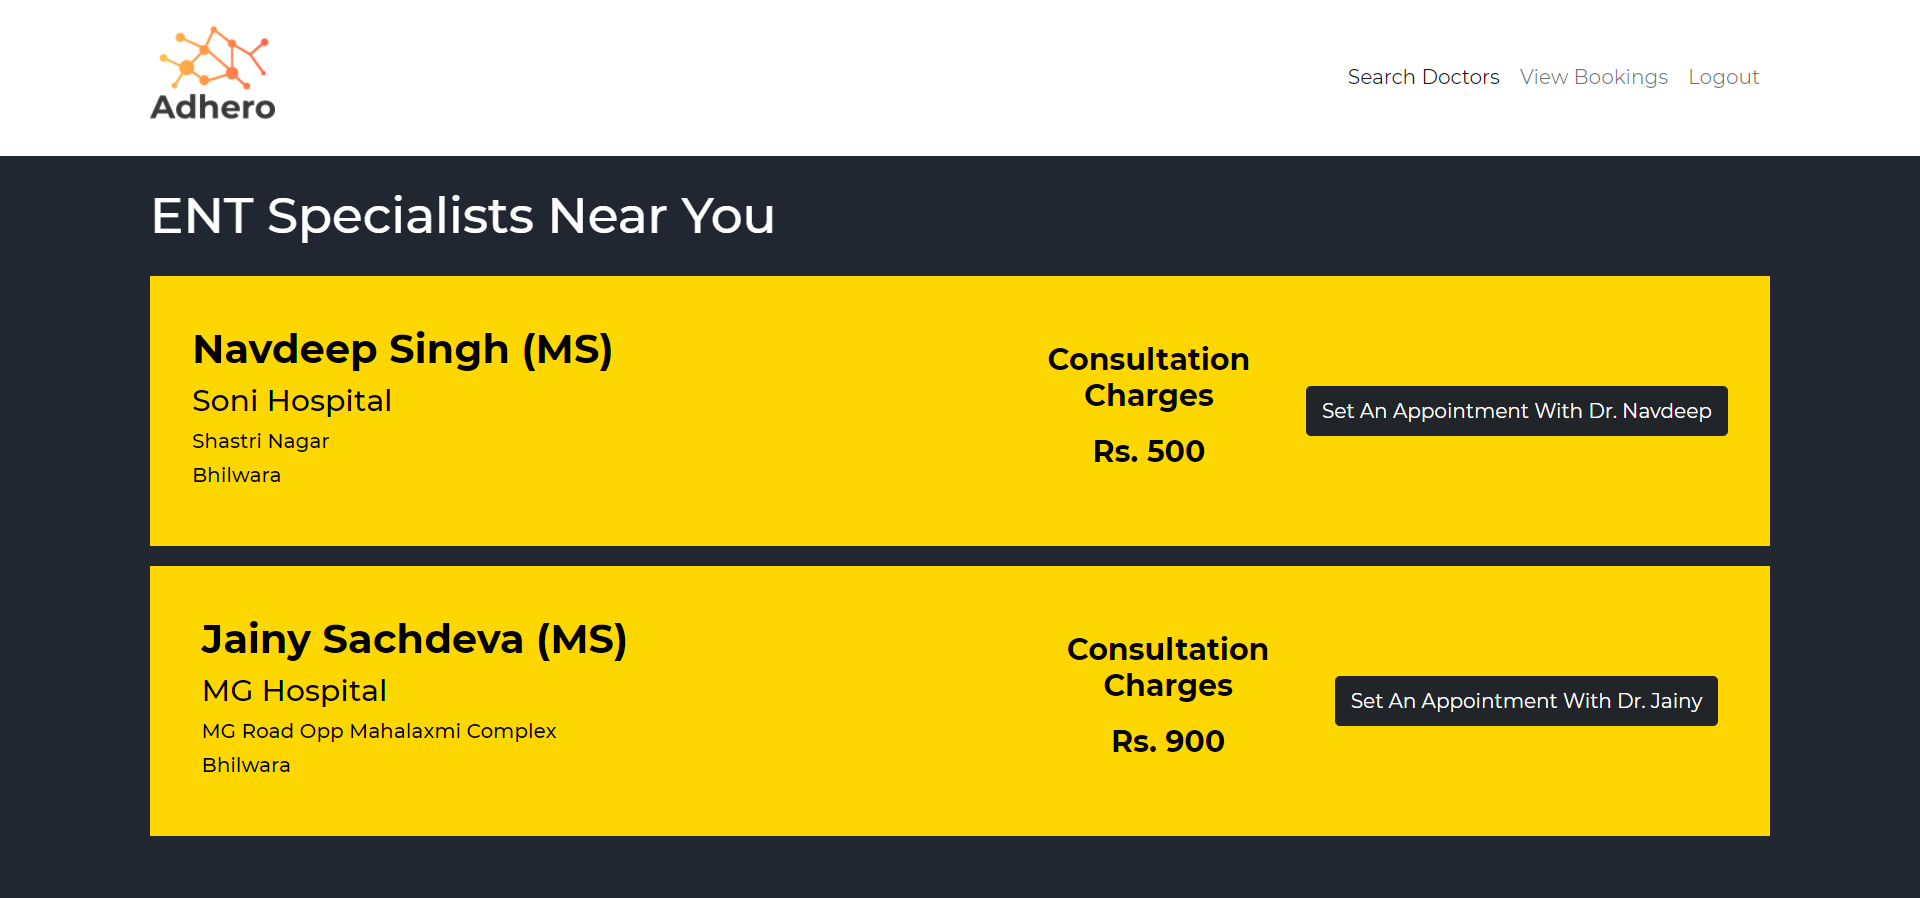 Adhero
Search Doctors View Bookings Logout
ENT Specialists Near You
Navdeep Singh (MS)
Soni Hospital
Shastri Nagar
Bhilwara
Consultation
Charges
Rs. 500
Set An Appointment With Dr. Navdeep
Jainy Sachdeva (MS)
MG Hospital
MG Road Opp Mahalaxmi Complex
Bhilwara
Consultation
Charges
Rs. 900
Set An Appointment With Dr. Jainy